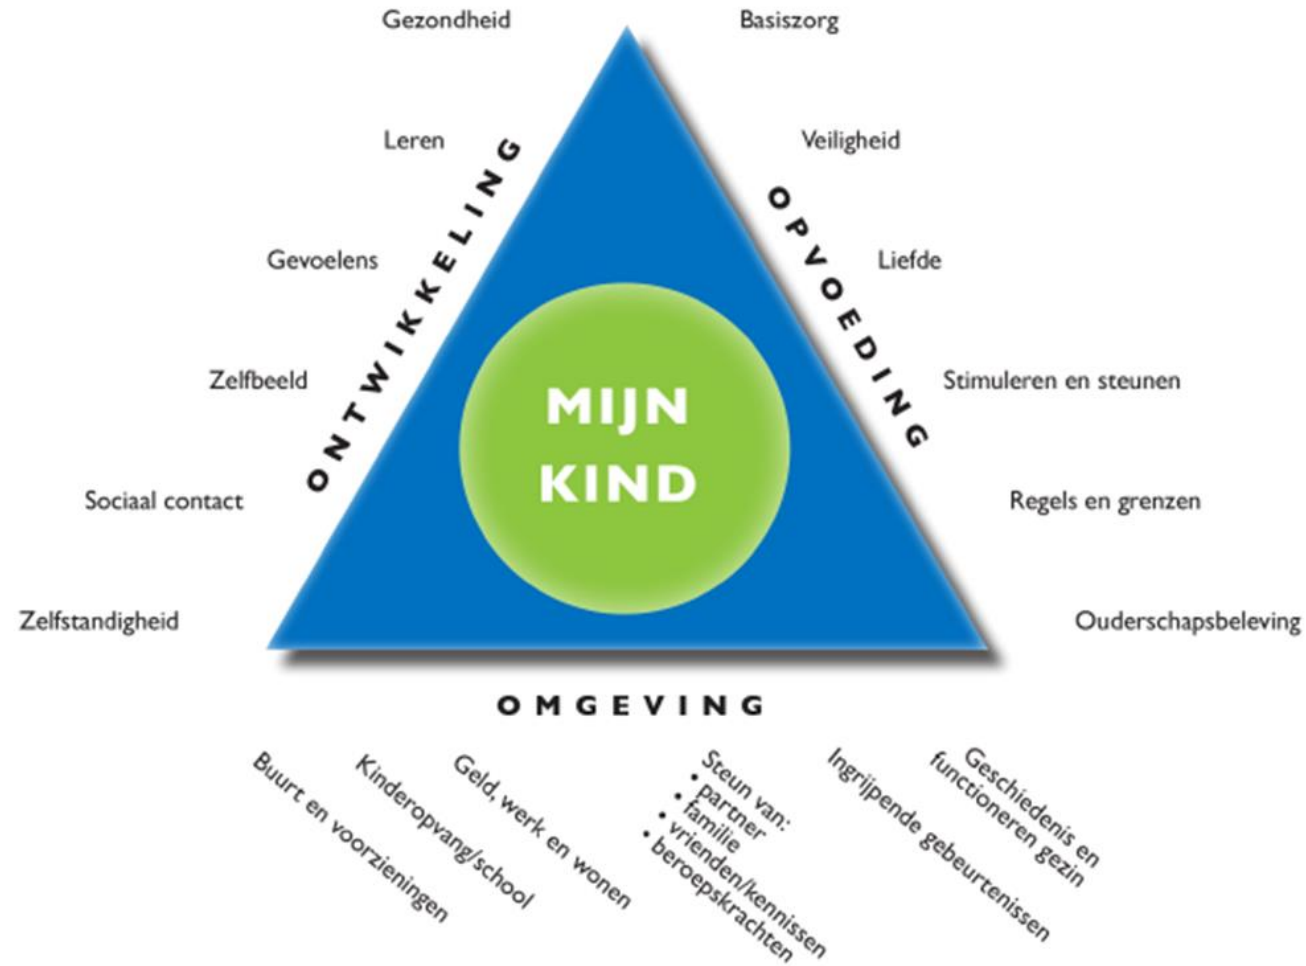 Gezondheid
Leren
Gevoelens
Zelfbeeld
Sociaal contact
Zelfstandigheid
ONTWIKKELING
Basiszorg
Veiligheid
Liefde
Stimuleren en steunen
Regels en grenzen
Ouderschapsbeleving
OPVOEDING
MIJN
KIND
OMGEVING
Buurt en voorzieningen
Kinderopvang/school
Geld, werk en wonen
Steun van:
• partner
• familie
• vrienden/kennissen
• beroepskrachten
Ingrijpende gebeurtenissen
Geschiedenis en
functioneren gezin